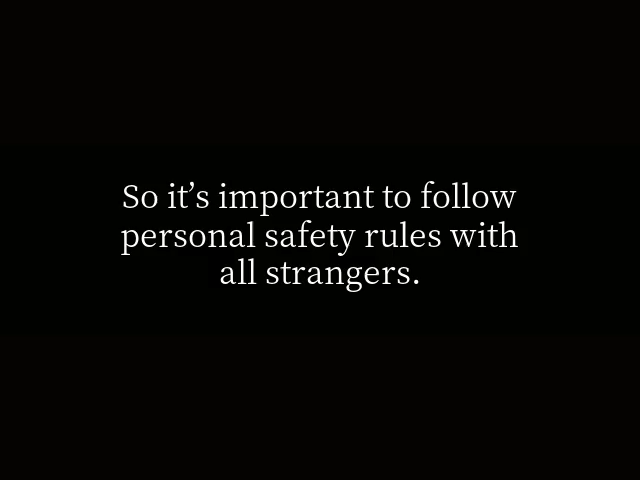 So it’s important to follow
personal safety rules with
all strangers.